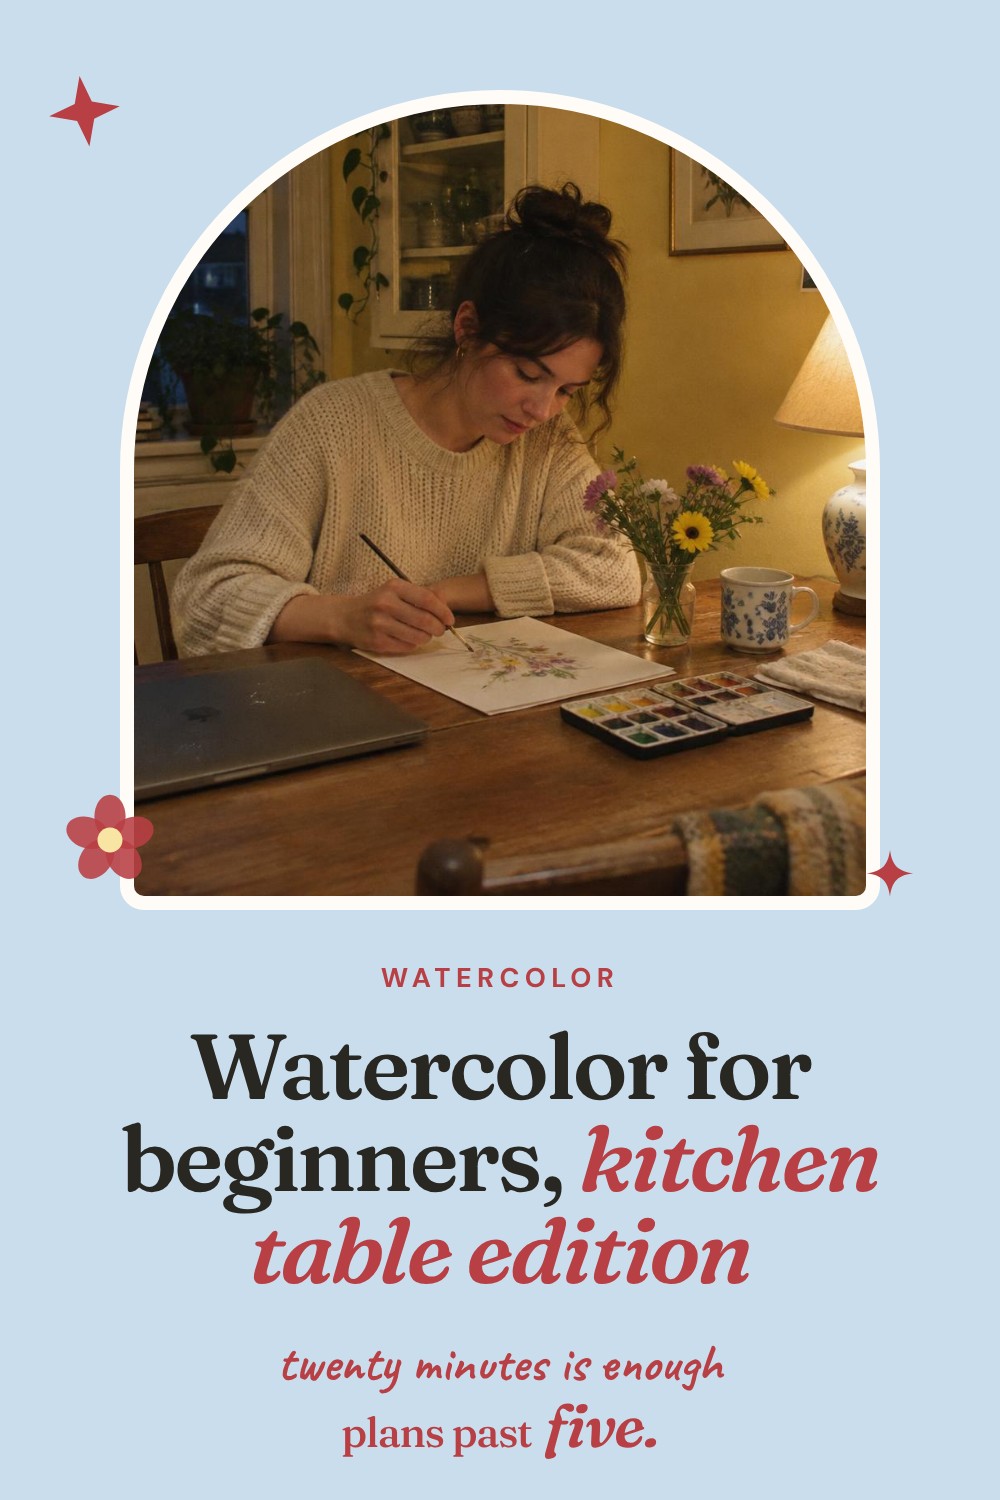 WATERCOLOR
Watercolor for
beginners, kitchen
table edition
twenty minutes is enough
plans past five.